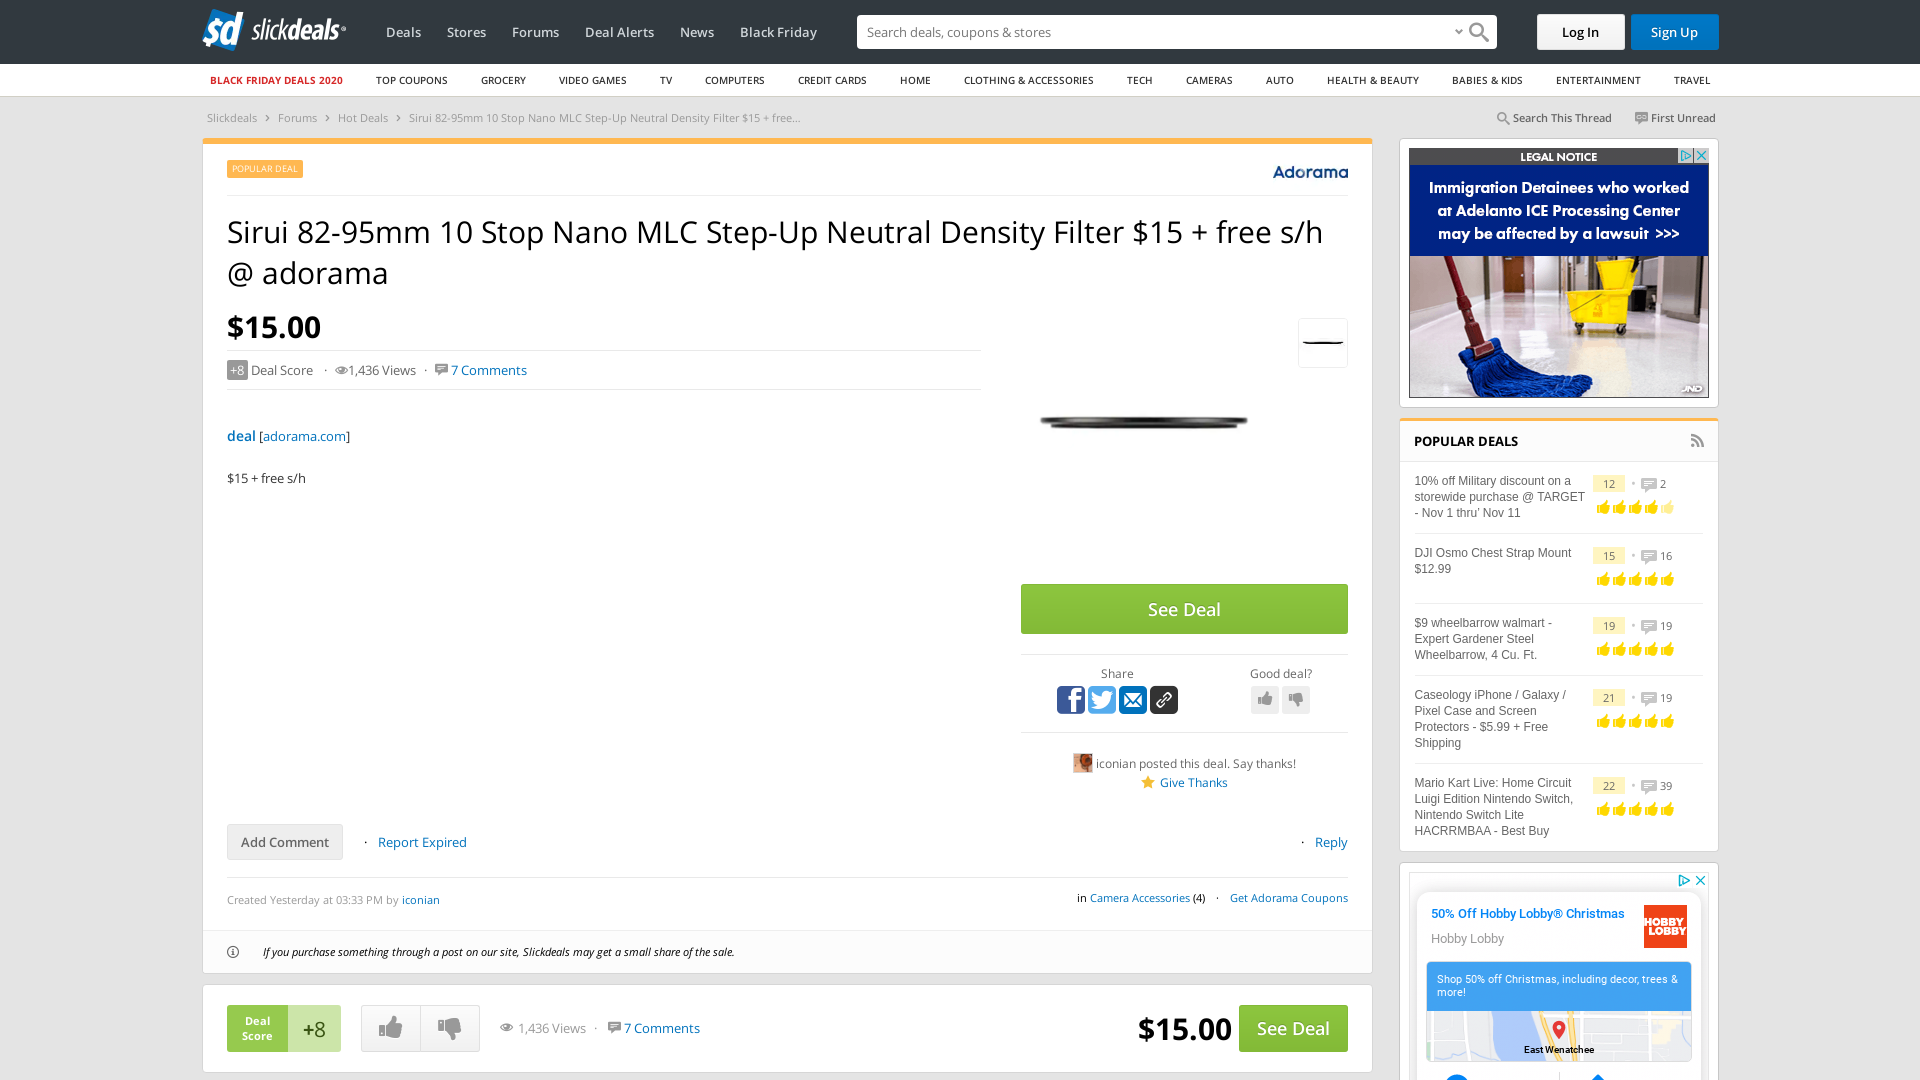 slickdeals®
Deals
Stores
Forums
Deal Alerts
News
Black Friday
Search deals, coupons & stores
Log In
Sign Up
BLACK FRIDAY DEALS 2020
TOP COUPONS
GROCERY
VIDEO GAMES
TV
COMPUTERS
CREDIT CARDS
HOME
CLOTHING & ACCESSORIES
TECH
CAMERAS
AUTO
HEALTH & BEAUTY
BABIES & KIDS
ENTERTAINMENT
TRAVEL
Slickdeals > Forums > Hot Deals > Sirui 82-95mm 10 Stop Nano MLC Step-Up Neutral Density Filter $15 + free...
Search This Thread
First Unread
POPULAR DEAL
Adorama
Sirui 82-95mm 10 Stop Nano MLC Step-Up Neutral Density Filter $15 + free s/h
@ adorama
$15.00
+8 Deal Score · 1,436 Views · 7 Comments
deal [adorama.com]
$15 + free s/h
See Deal
Share
Good deal?
iconian posted this deal. Say thanks!
Give Thanks
Add Comment · Report Expired
· Reply
Created Yesterday at 03:33 PM by iconian
in Camera Accessories (4) · Get Adorama Coupons
If you purchase something through a post on our site, Slickdeals may get a small share of the sale.
Deal
Score
+8
1,436 Views · 7 Comments
$15.00
See Deal
LEGAL NOTICE
Immigration Detainees who worked
at Adelanto ICE Processing Center
may be affected by a lawsuit >>>
JND
POPULAR DEALS
10% off Military discount on a
storewide purchase @ TARGET
- Nov 1 thru' Nov 11
12 • 2
DJI Osmo Chest Strap Mount
$12.99
15 • 16
$9 wheelbarrow walmart -
Expert Gardener Steel
Wheelbarrow, 4 Cu. Ft.
19 • 19
Caseology iPhone / Galaxy /
Pixel Case and Screen
Protectors - $5.99 + Free
Shipping
21 • 19
Mario Kart Live: Home Circuit
Luigi Edition Nintendo Switch,
Nintendo Switch Lite
HACRRMBAA - Best Buy
22 • 39
50% Off Hobby Lobby® Christmas
Hobby Lobby
HOBBY
LOBBY
Shop 50% off Christmas, including decor, trees &
more!
East Wenatchee